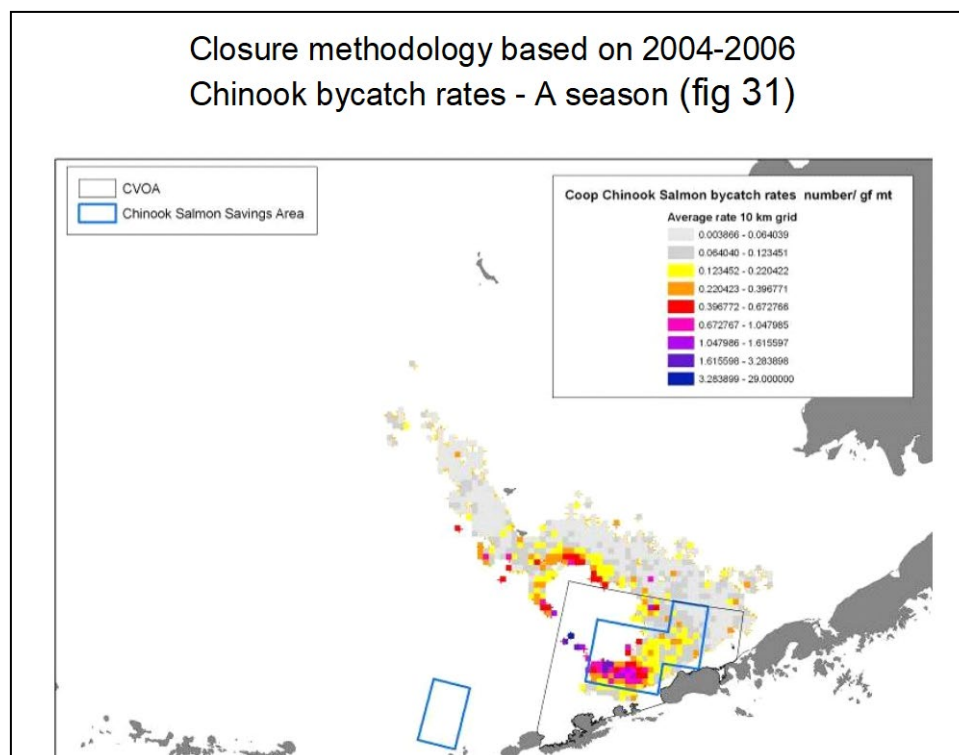 Closure methodology based on 2004-2006
Chinook bycatch rates - A season (fig 31)
CVOA
Chinook Salmon Savings Area
Coop Chinook Salmon bycatch rates number/ gf mt
Average rate 10 km grid
0.003866 - 0.064039
0.064040 - 0.123451
0.123452 - 0.220422
0.220423 - 0.396771
0.396772 - 0.672766
0.672767 - 1.047985
1.047986 - 1.615597
1.615598 - 3.283898
3.283899 - 29.000000